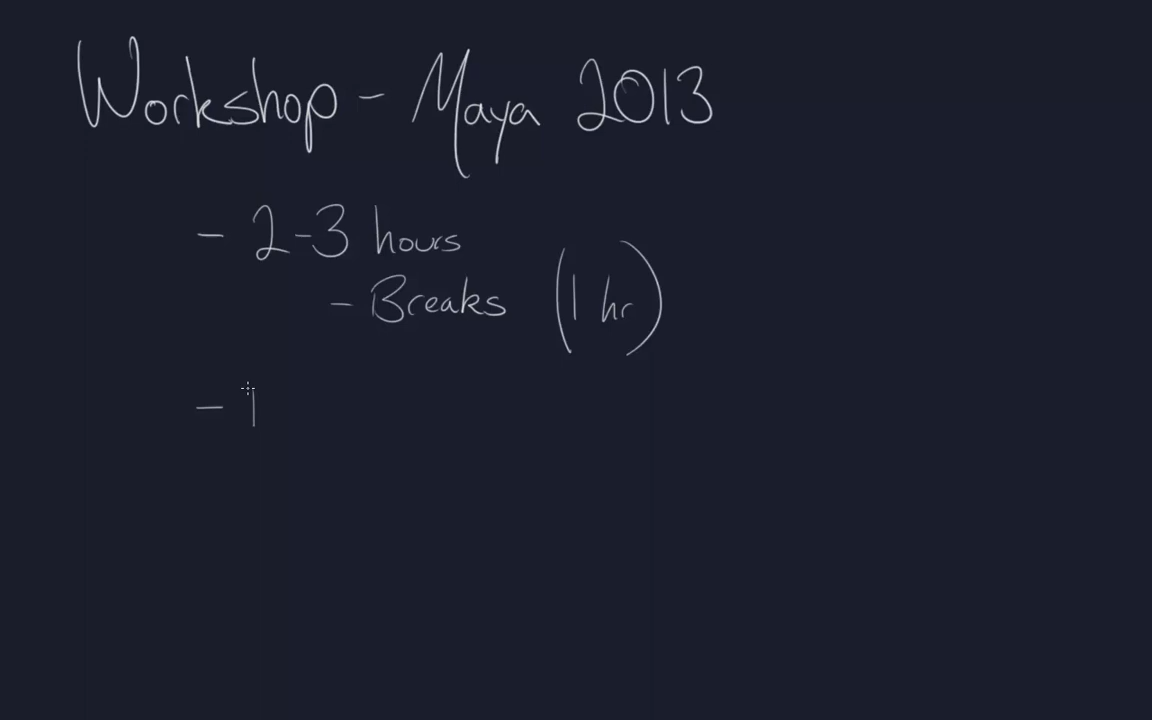 Workshop - Maya 2013
- 2-3 hours
- Breaks (1 hr)
-